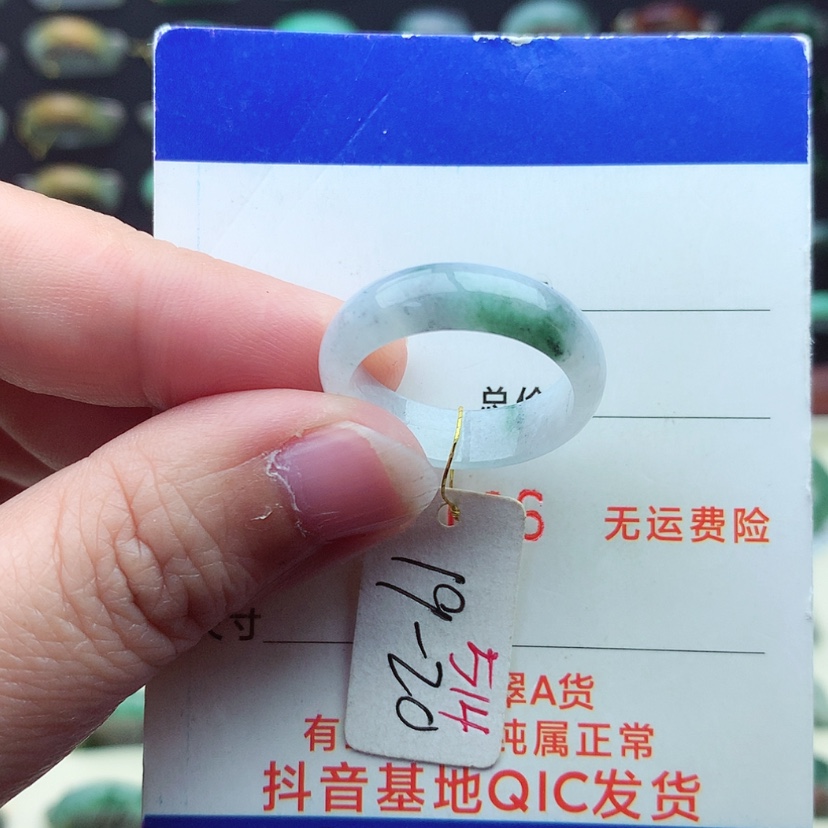 总价
6 无运费险
寸
翠A货
有 纯属正常
抖音基地QIC发货
19-20
514